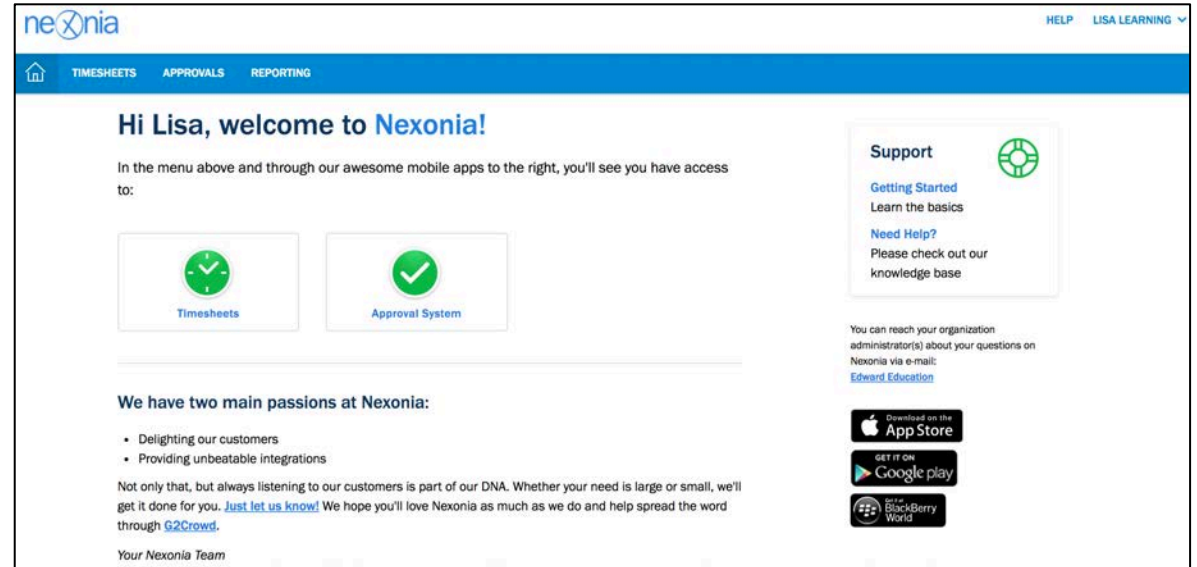 nexonia
HELP LISA LEARNING
TIMESHEETS APPROVALS REPORTING
Hi Lisa, welcome to Nexonia!
In the menu above and through our awesome mobile apps to the right, you'll see you have access
to:
Timesheets Approval System
We have two main passions at Nexonia:
• Delighting our customers
• Providing unbeatable integrations
Not only that, but always listening to our customers is part of our DNA. Whether your need is large or small, we'll
get it done for you. Just let us know! We hope you'll love Nexonia as much as we do and help spread the word
through G2Crowd.
Your Nexonia Team
Support
Getting Started
Learn the basics
Need Help?
Please check out our
knowledge base
You can reach your organization
administrator(s) about your questions on
Nexonia via e-mail:
Edward Education
Download on the
App Store
GET IT ON
Google play
Get it at
BlackBerry
World